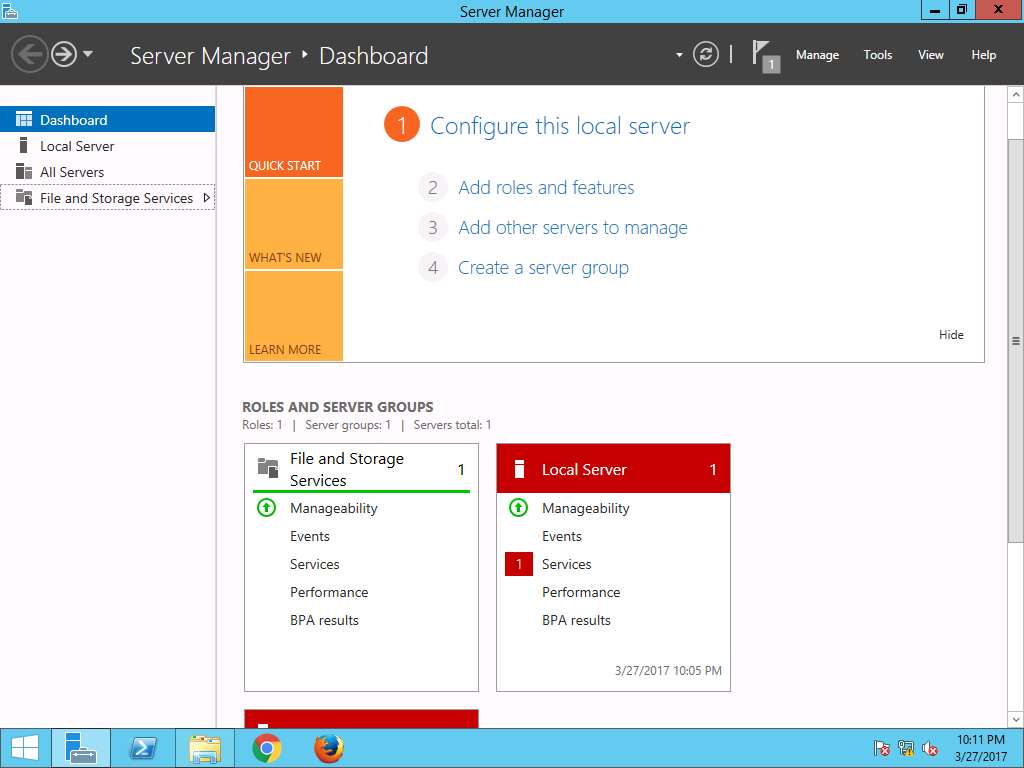 Server Manager
Server Manager ‣ Dashboard
1
Manage
Tools
View
Help
Dashboard
Local Server
All Servers
File and Storage Services
QUICK START
WHAT'S NEW
LEARN MORE
1 Configure this local server
2 Add roles and features
3 Add other servers to manage
4 Create a server group
Hide
ROLES AND SERVER GROUPS
Roles: 1 | Server groups: 1 | Servers total: 1
File and Storage
Services
1
Manageability
Events
Services
Performance
BPA results
Local Server 1
Manageability
Events
1 Services
Performance
BPA results
3/27/2017 10:05 PM
10:11 PM
3/27/2017